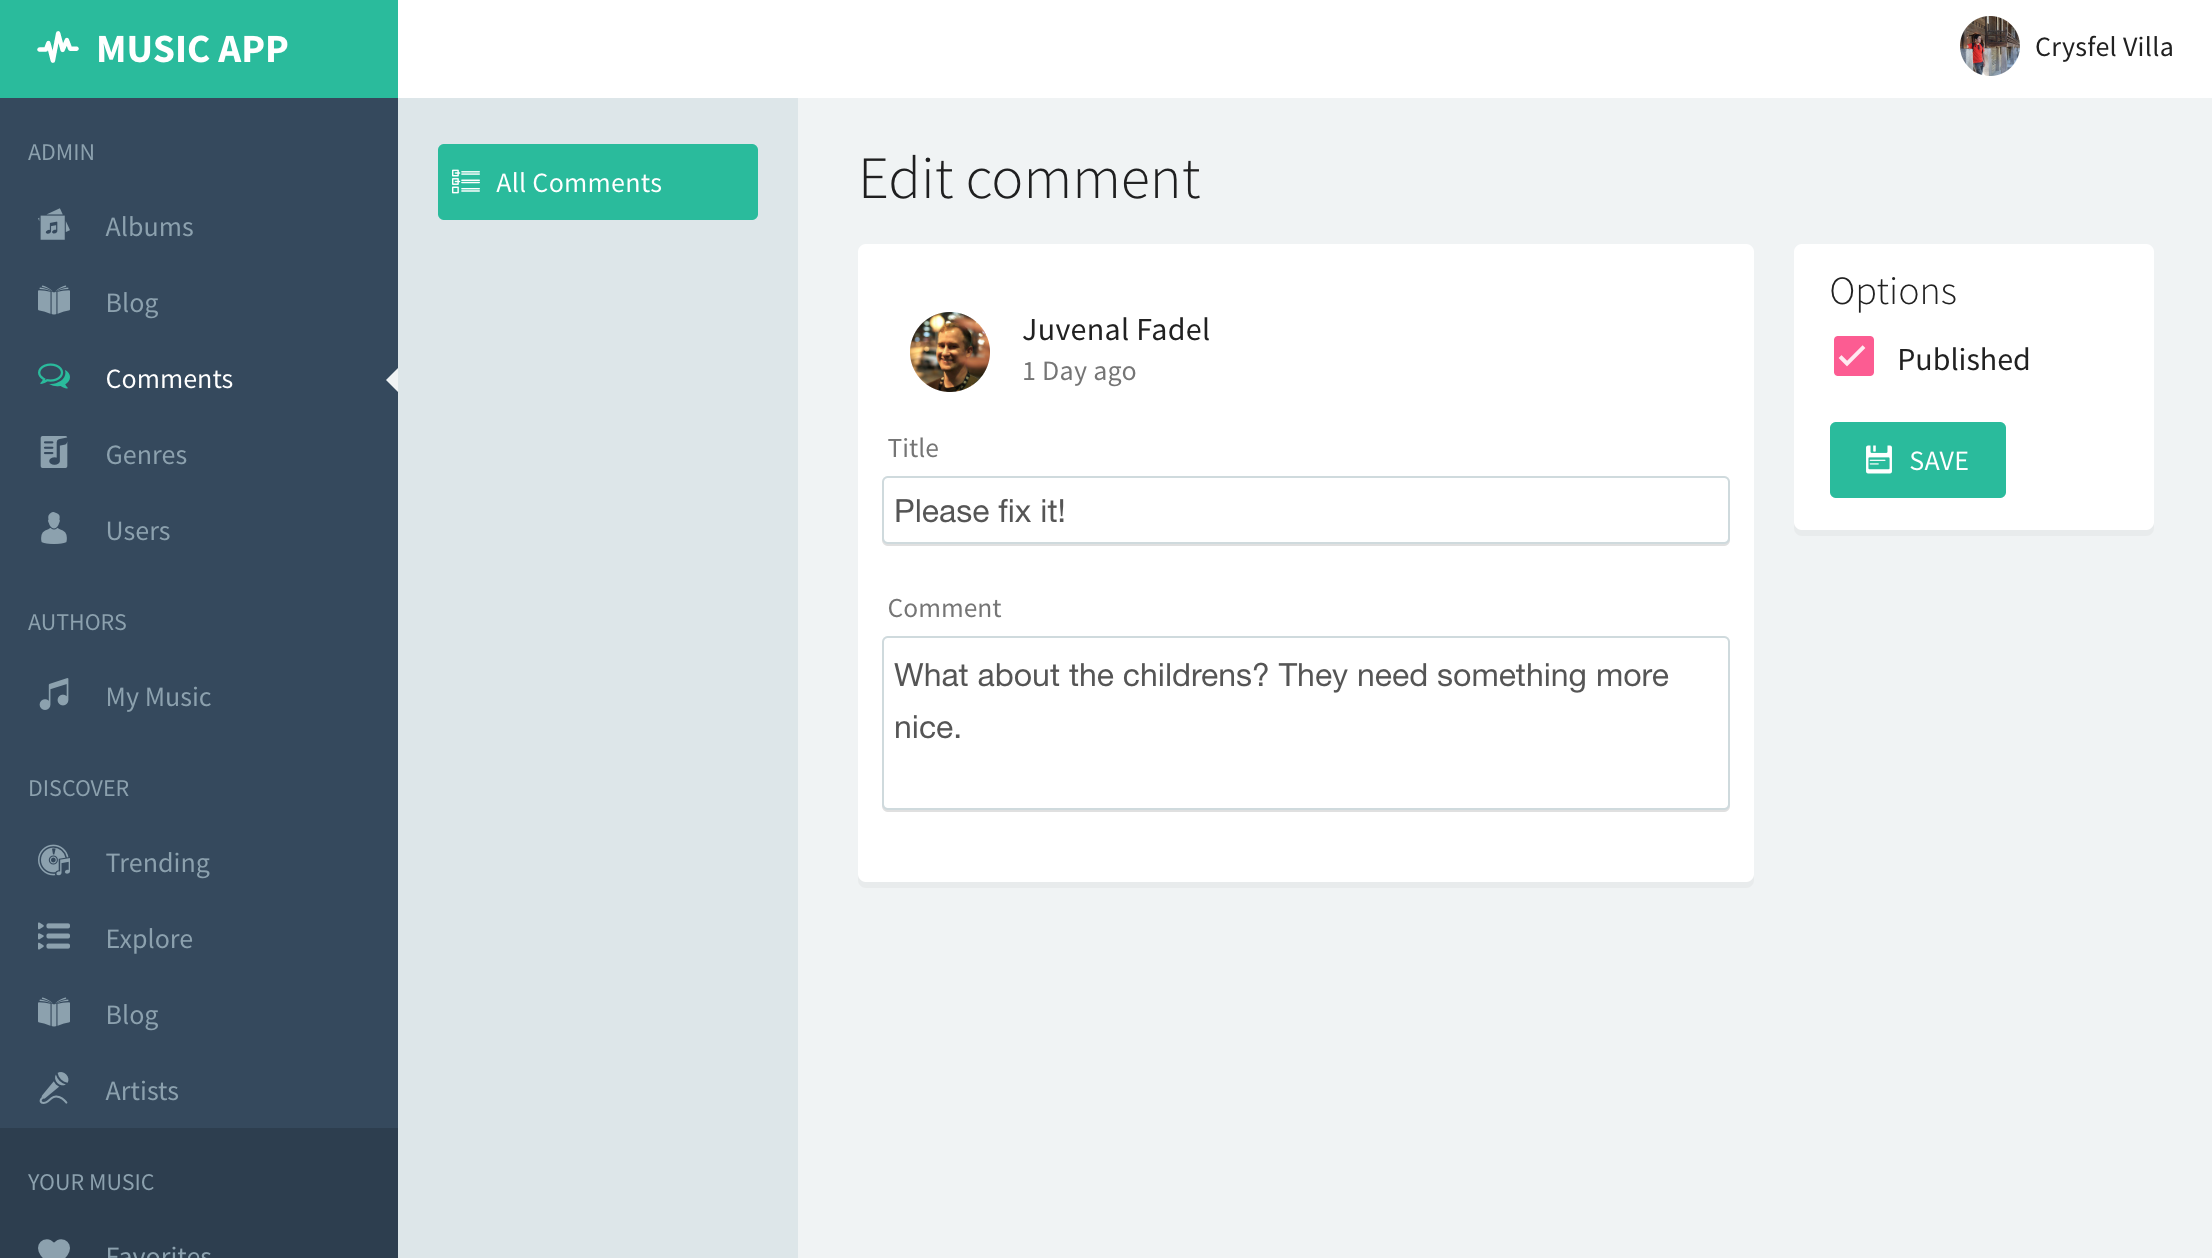 MUSIC APP
Crysfel Villa
ADMIN
Albums
Blog
Comments
Genres
Users
AUTHORS
My Music
DISCOVER
Trending
Explore
Blog
Artists
YOUR MUSIC
Favorites
All Comments
Edit comment
Juvenal Fadel
1 Day ago
Title
Please fix it!
Comment
What about the childrens? They need something more
nice.
Options
Published
SAVE